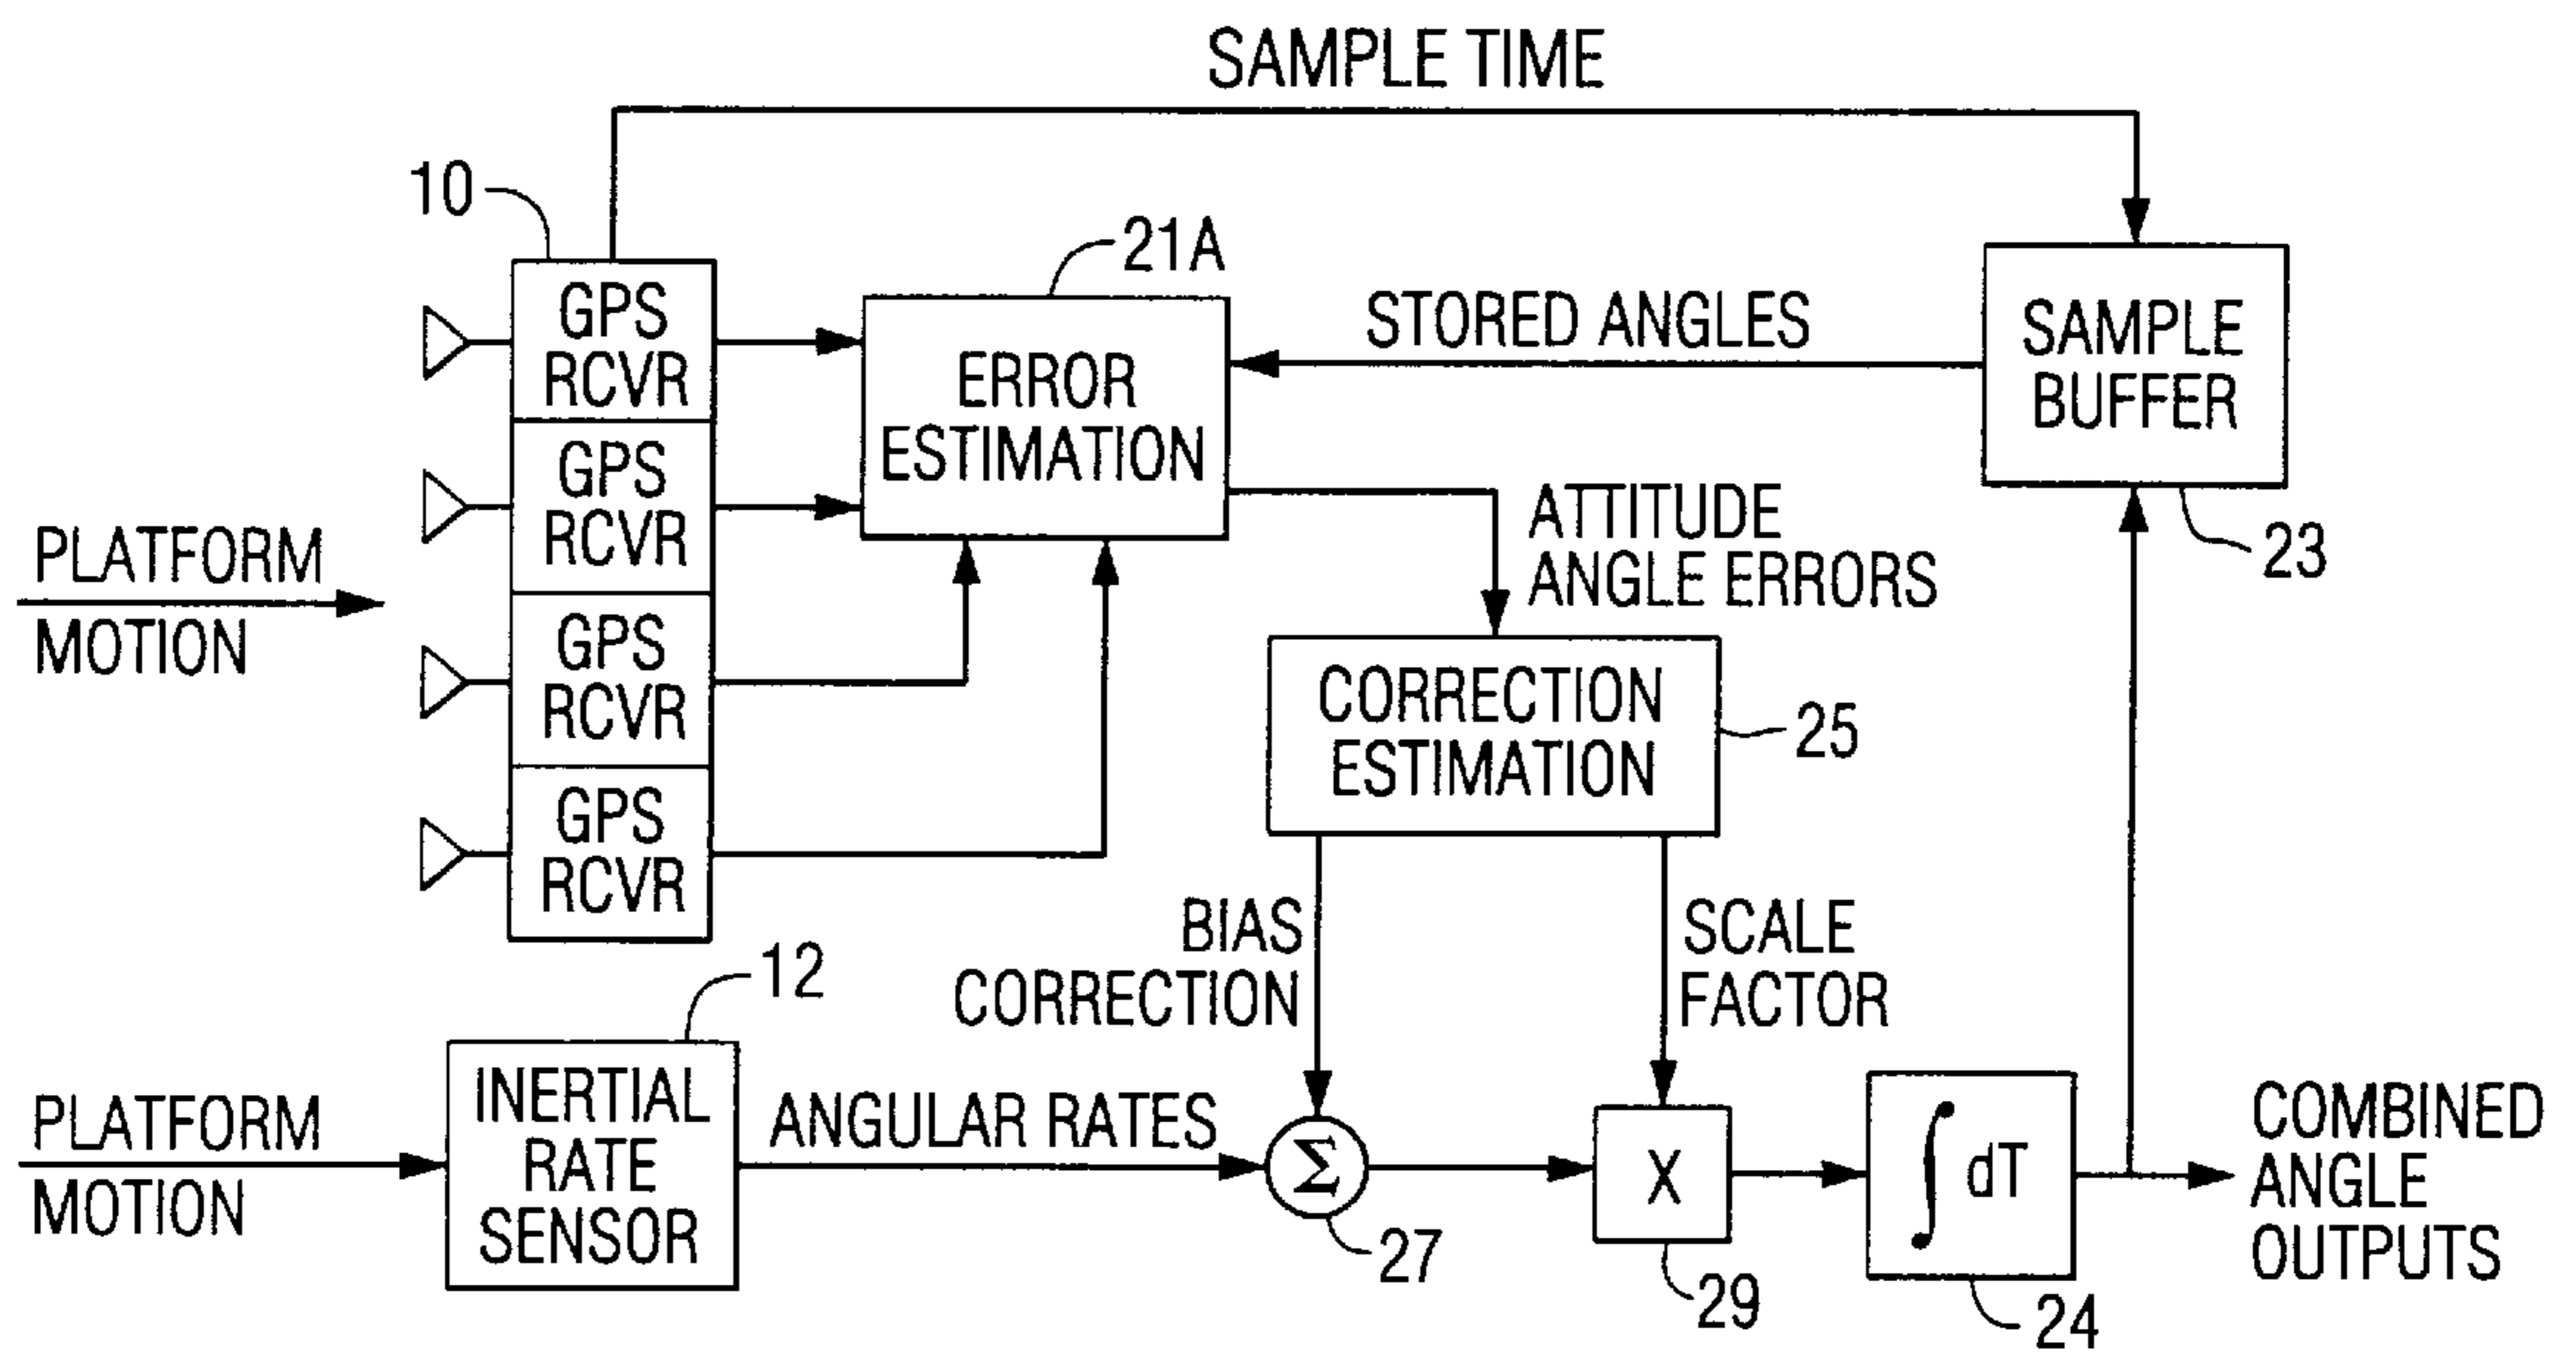 SAMPLE TIME
10
21A
GPS
RCVR
GPS
RCVR
GPS
RCVR
GPS
RCVR
ERROR
ESTIMATION
STORED ANGLES
SAMPLE
BUFFER
23
PLATFORM
MOTION
ATTITUDE
ANGLE ERRORS
CORRECTION
ESTIMATION
25
BIAS
CORRECTION
SCALE
FACTOR
12
PLATFORM
MOTION
INERTIAL
RATE
SENSOR
ANGULAR RATES
Σ
27
X
29
∫ dT
24
COMBINED
ANGLE
OUTPUTS